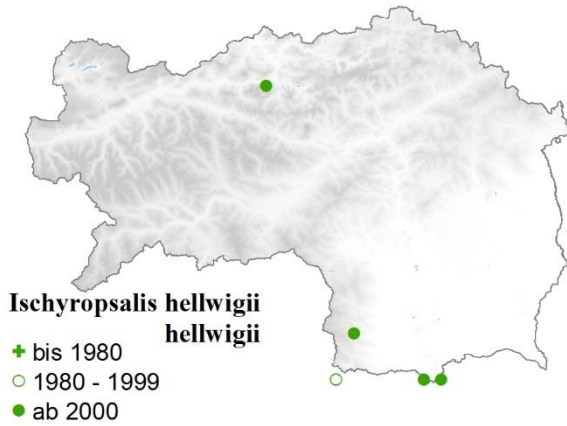 Ischyropsalis hellwigii
hellwigii
bis 1980
1980 - 1999
ab 2000